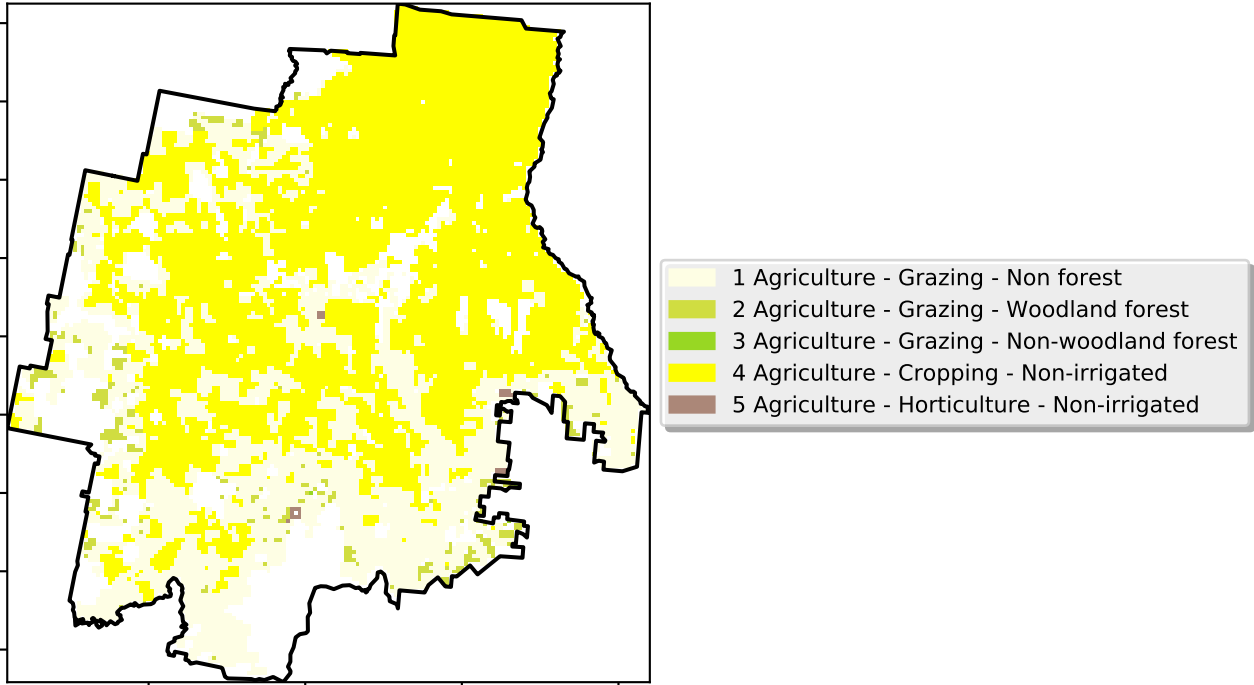 1 Agriculture - Grazing - Non forest
2 Agriculture - Grazing - Woodland forest
3 Agriculture - Grazing - Non-woodland forest
4 Agriculture - Cropping - Non-irrigated
5 Agriculture - Horticulture - Non-irrigated